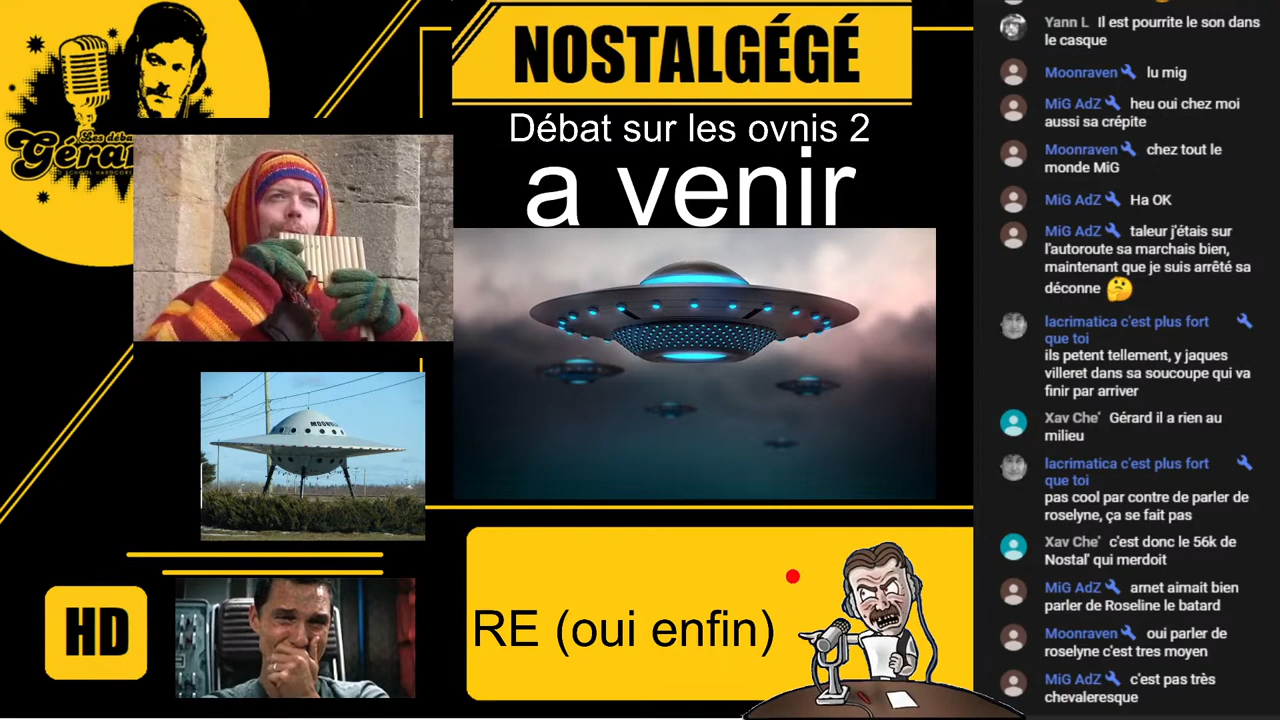 Les déba
Géra
NOSTALGÉGÉ
Débat sur les ovnis 2
a venir
HD
RE (oui enfin)
Yann L Il est pourrite le son dans
le casque
Moonraven lu mig
MiG AdZ heu oui chez moi
aussi sa crépite
Moonraven chez tout le
monde MiG
MiG AdZ Ha OK
MiG AdZ taleur j'étais sur
l'autoroute sa marchais bien,
maintenant que je suis arrêté sa
déconne 🤔
lacrimatica c'est plus fort
que toi
ils petent tellement, y jaques
villeret dans sa soucoupe qui va
finir par arriver
Xav Che' Gérard il a rien au
milieu
lacrimatica c'est plus fort
que toi
pas cool par contre de parler de
roselyne, ça se fait pas
Xav Che' c'est donc le 56k de
Nostal' qui merdoit
MiG AdZ arnet aimait bien
parler de Roseline le batard
Moonraven oui parler de
roselyne c'est tres moyen
MiG AdZ c'est pas très
chevaleresque